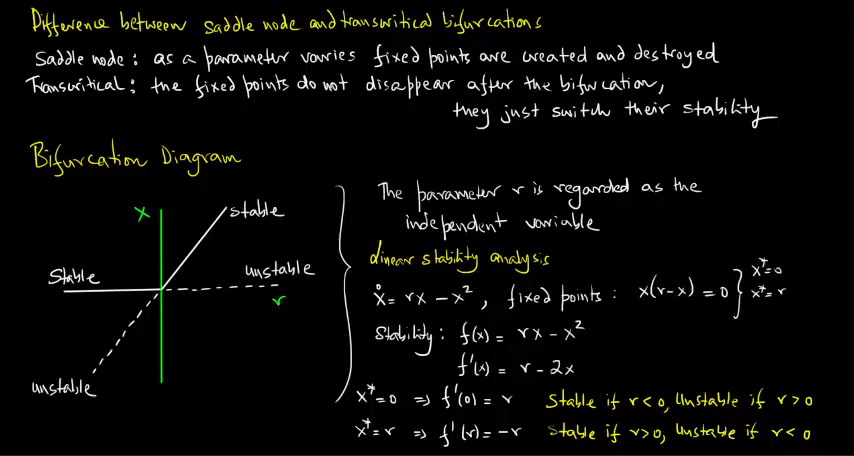 Difference between saddle node and transcritical bifurcations
Saddle node: as a parameter varies fixed points are created and destroyed
Transcritical: the fixed points do not disappear after the bifurcation,
they just switch their stability
Bifurcation Diagram
x
stable
Stable
unstable
r
unstable
The parameter r is regarded as the
independent variable
Linear stability analysis
ẋ = rx − x², fixed points: x(r−x) = 0 } x*=0
x*=r
Stability: f(x) = rx − x²
f'(x) = r − 2x
x*=0 ⇒ f'(0) = r Stable if r<0, Unstable if r>0
x*=r ⇒ f'(r) = −r Stable if r>0, Unstable if r<0